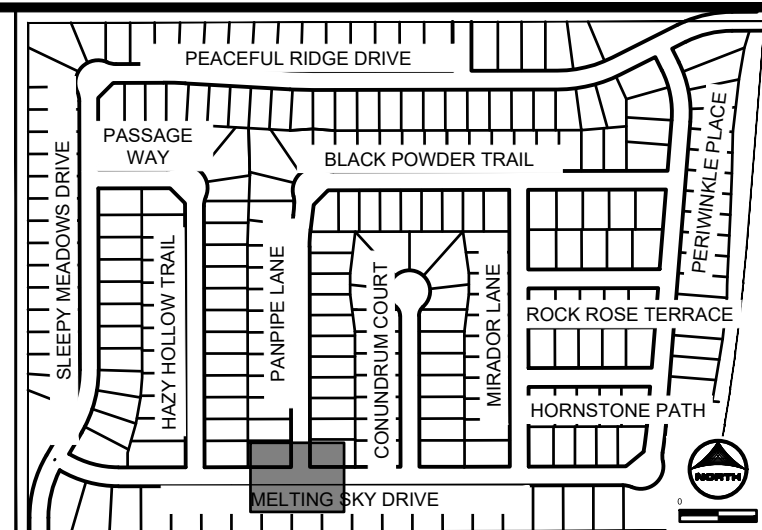 PEACEFUL RIDGE DRIVE
PASSAGE
WAY
BLACK POWDER TRAIL
SLEEPY MEADOWS DRIVE
HAZY HOLLOW TRAIL
PANPIPE LANE
CONUNDRUM COURT
MIRADOR LANE
PERIWINKLE PLACE
ROCK ROSE TERRACE
HORNSTONE PATH
MELTING SKY DRIVE
NORTH
0